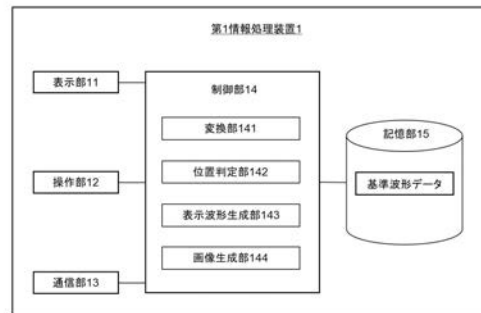 第1情報処理装置1
表示部11
操作部12
通信部13
制御部14
変換部141
位置判定部142
表示波形生成部143
画像生成部144
記憶部15
基準波形データ